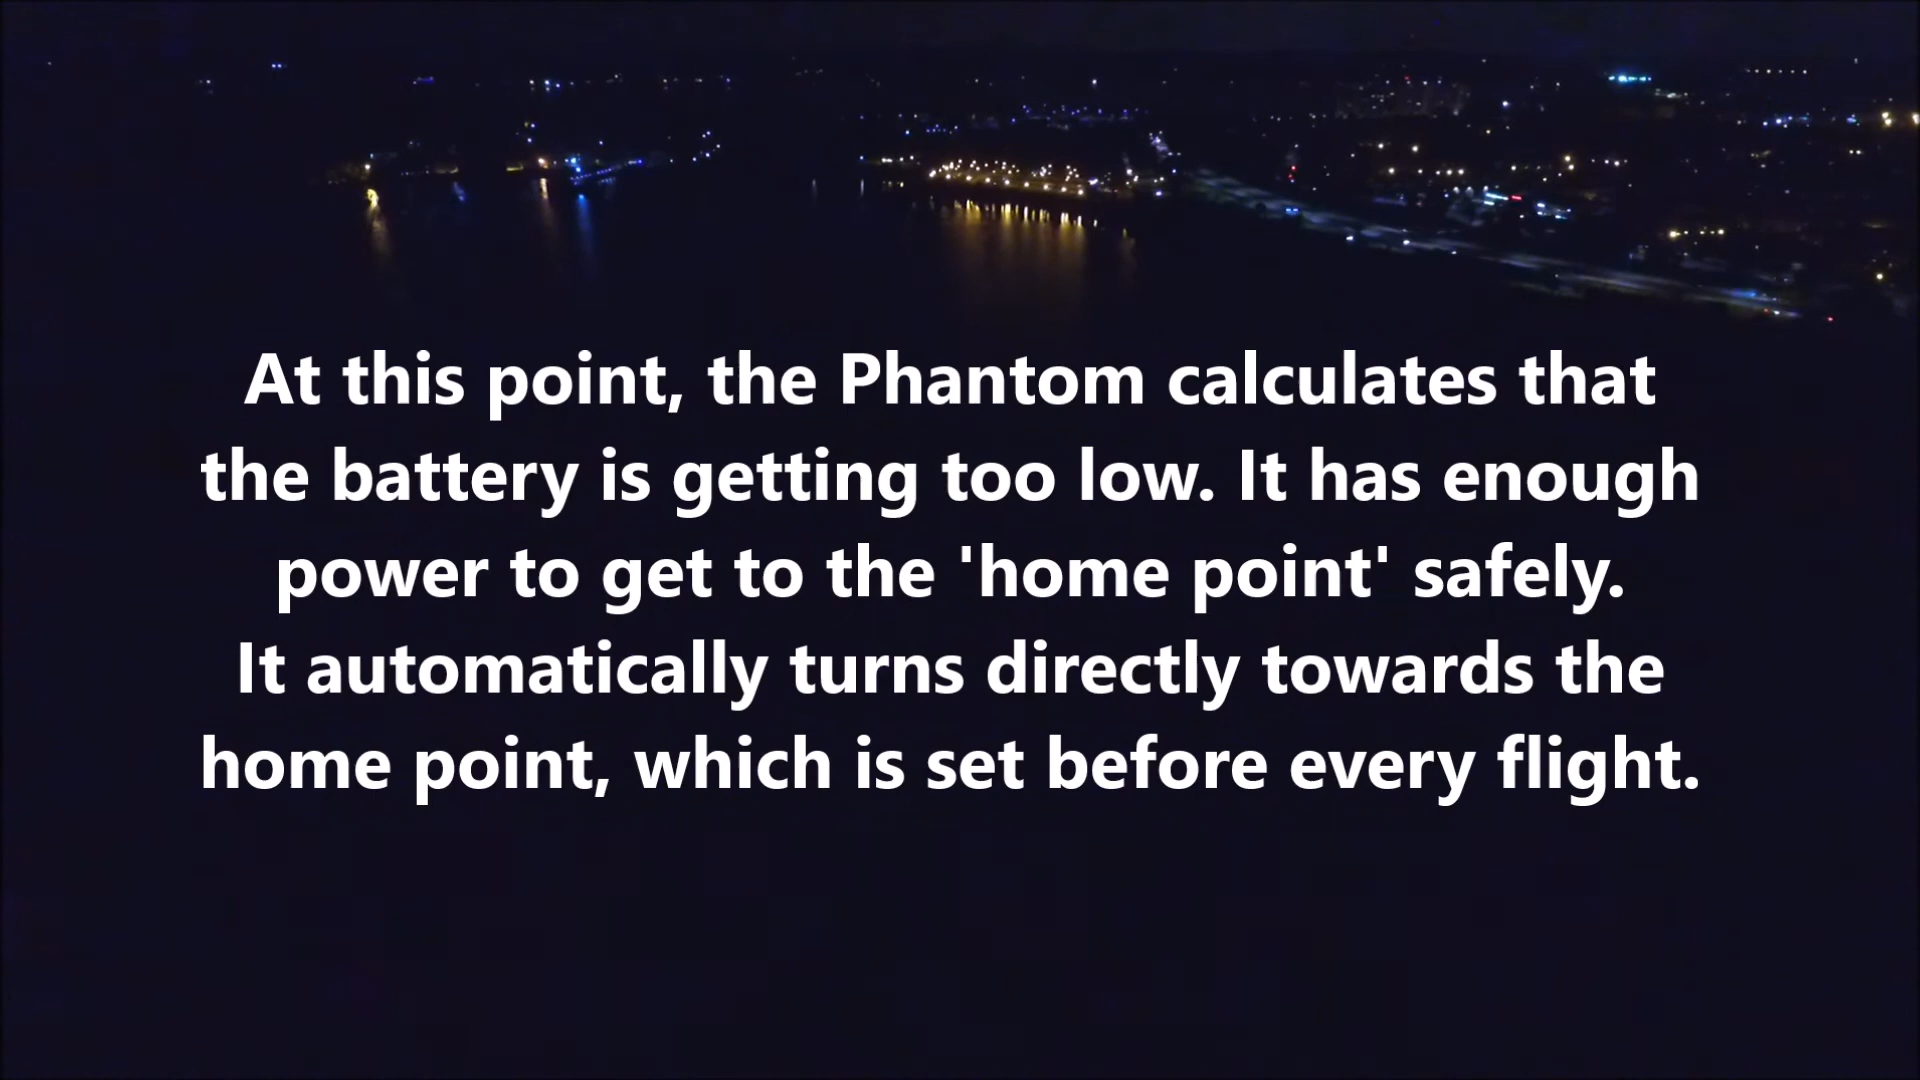 At this point, the Phantom calculates that
the battery is getting too low. It has enough
power to get to the 'home point' safely.
It automatically turns directly towards the
home point, which is set before every flight.